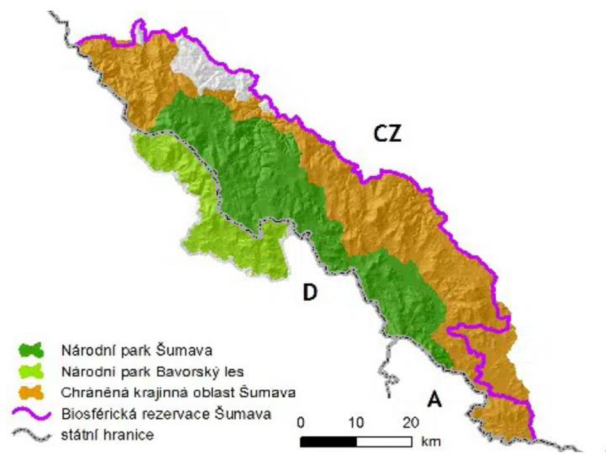 CZ
D
A
Národní park Šumava
Národní park Bavorský les
Chráněná krajinná oblast Šumava
Biosférická rezervace Šumava
státní hranice
0 10 20
km